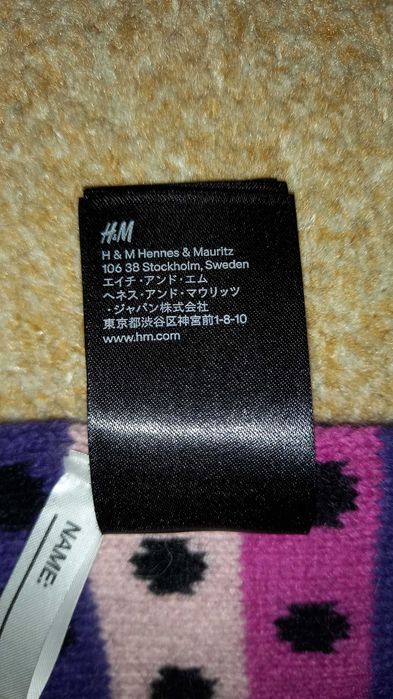 H&M
H & M Hennes & Mauritz
106 38 Stockholm, Sweden
エイチ・アンド・エム
ヘネス・アンド・マウリッツ
・ジャパン株式会社
東京都渋谷区神宮前1-8-10
www.hm.com
NAME: